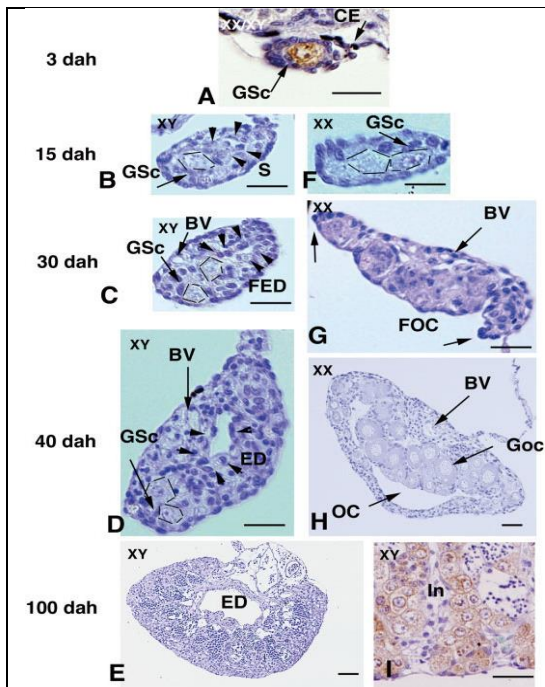 XX/XY
CE
3 dah
GSc
A
XY
XX
GSc
15 dah
GSc
S
B
F
XY
BV
XX
BV
GSc
30 dah
FED
C
FOC
G
XY
BV
XX
BV
GSc
40 dah
Goc
ED
OC
D
H
XY
XY
ED
In
100 dah
E
I